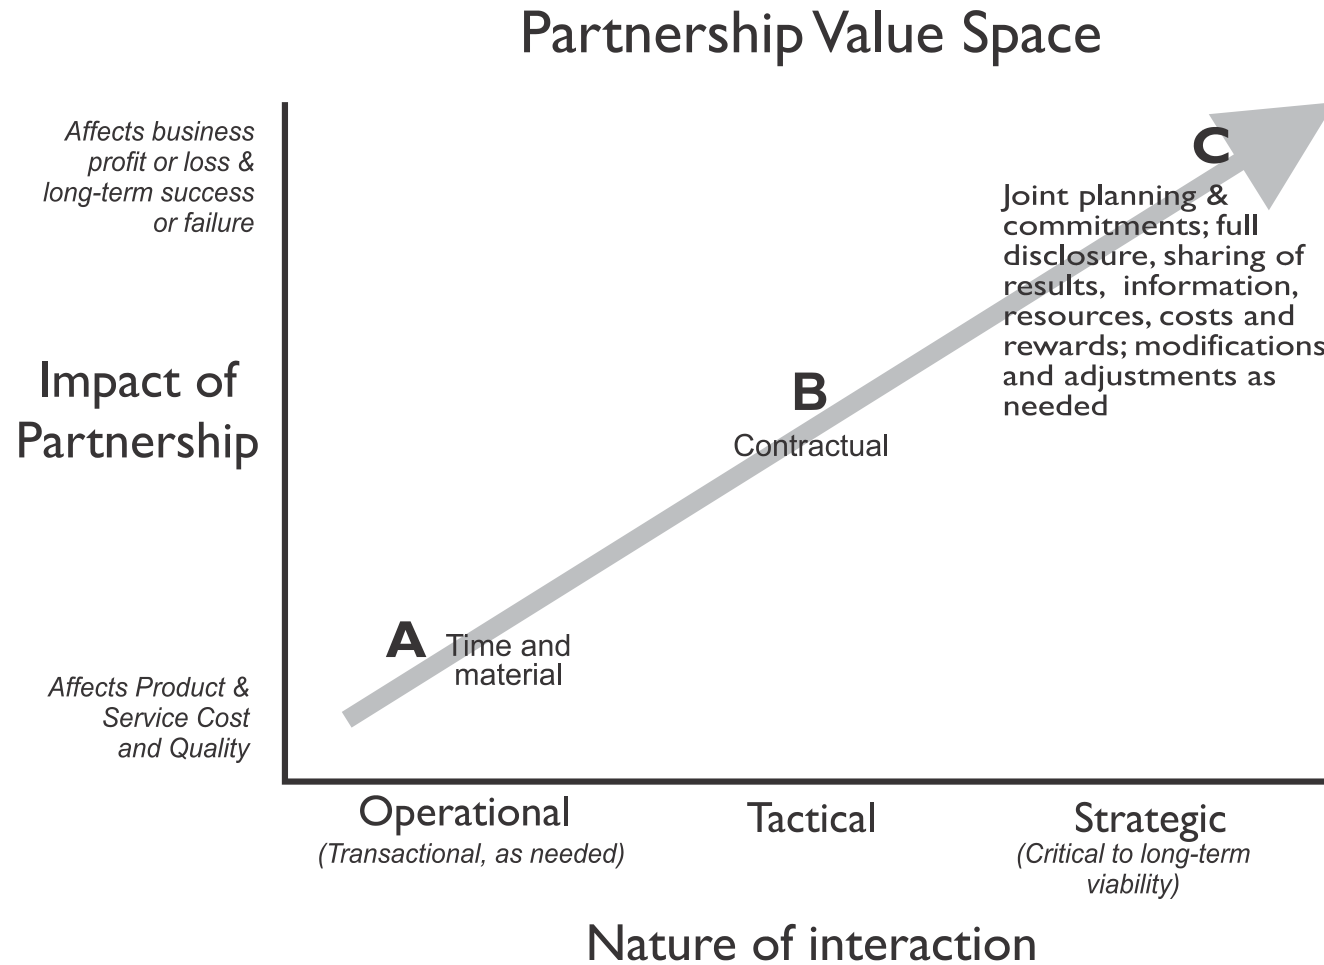 Partnership Value Space
Affects business
profit or loss &
long-term success
or failure
C
Joint planning &
commitments; full
disclosure, sharing of
results, information,
resources, costs and
rewards; modifications
and adjustments as
needed
Impact of
Partnership
B
Contractual
A
Time and
material
Affects Product &
Service Cost
and Quality
Operational
(Transactional, as needed)
Tactical
Strategic
(Critical to long-term
viability)
Nature of interaction